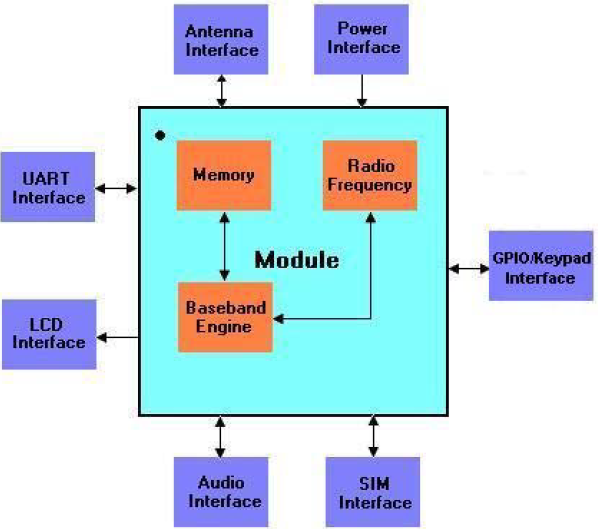 Antenna
Interface
Power
Interface
UART
Interface
Memory
Radio
Frequency
Module
GPIO/Keypad
Interface
Baseband
Engine
LCD
Interface
Audio
Interface
SIM
Interface